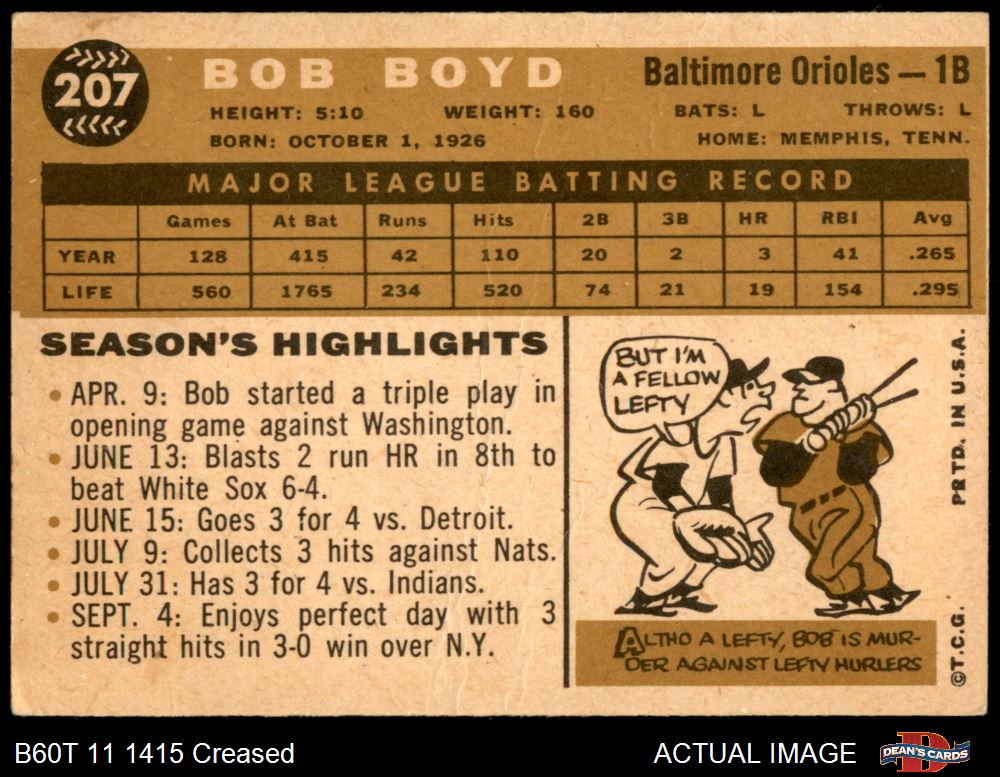 207
BOB BOYD
Baltimore Orioles — 1B
HEIGHT: 5:10 WEIGHT: 160 BATS: L THROWS: L
BORN: OCTOBER 1, 1926 HOME: MEMPHIS, TENN.
MAJOR LEAGUE BATTING RECORD
Games At Bat Runs Hits 2B 3B HR RBI Avg
YEAR 128 415 42 110 20 2 3 41 .265
LIFE 560 1765 234 520 74 21 19 154 .295
SEASON'S HIGHLIGHTS
• APR. 9: Bob started a triple play in
opening game against Washington.
• JUNE 13: Blasts 2 run HR in 8th to
beat White Sox 6-4.
• JUNE 15: Goes 3 for 4 vs. Detroit.
• JULY 9: Collects 3 hits against Nats.
• JULY 31: Has 3 for 4 vs. Indians.
• SEPT. 4: Enjoys perfect day with 3
straight hits in 3-0 win over N.Y.
BUT I'M
A FELLOW
LEFTY
ALTHO A LEFTY, BOB IS MUR-
DER AGAINST LEFTY HURLERS
©T.C.G. PRTD. IN U.S.A.
B60T 11 1415 Creased
ACTUAL IMAGE
DEAN'S CARDS